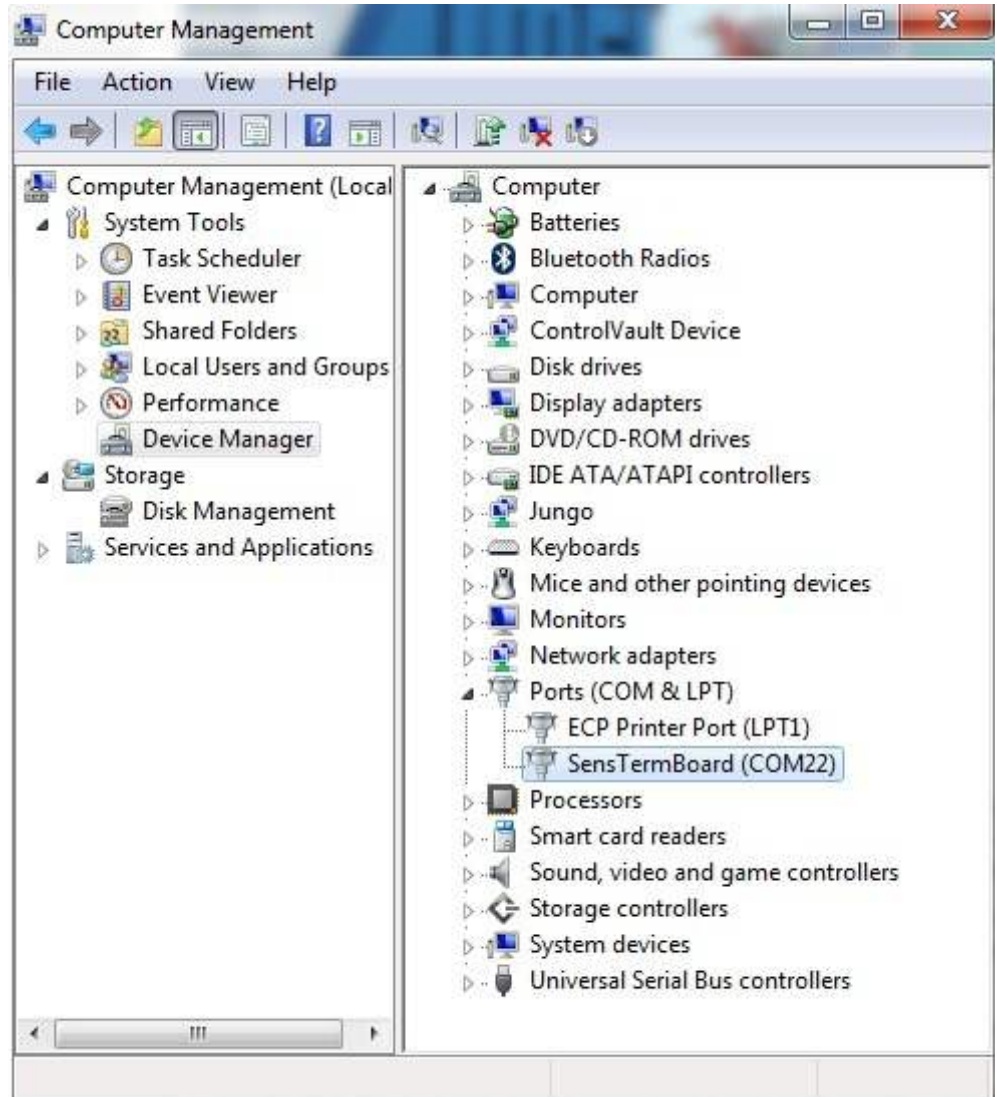 Computer Management
File Action View Help
Computer Management (Local
System Tools
Task Scheduler
Event Viewer
Shared Folders
Local Users and Groups
Performance
Device Manager
Storage
Disk Management
Services and Applications
Computer
Batteries
Bluetooth Radios
Computer
ControlVault Device
Disk drives
Display adapters
DVD/CD-ROM drives
IDE ATA/ATAPI controllers
Jungo
Keyboards
Mice and other pointing devices
Monitors
Network adapters
Ports (COM & LPT)
ECP Printer Port (LPT1)
SensTermBoard (COM22)
Processors
Smart card readers
Sound, video and game controllers
Storage controllers
System devices
Universal Serial Bus controllers